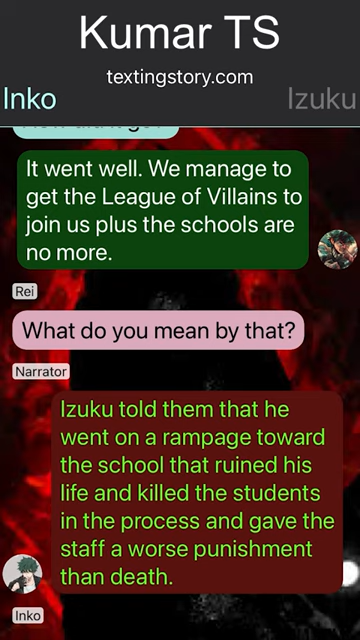 Kumar TS
textingstory.com
Inko
Izuku
It went well. We manage to
get the League of Villains to
join us plus the schools are
no more.
Rei
What do you mean by that?
Narrator
Izuku told them that he
went on a rampage toward
the school that ruined his
life and killed the students
in the process and gave the
staff a worse punishment
than death.
Inko